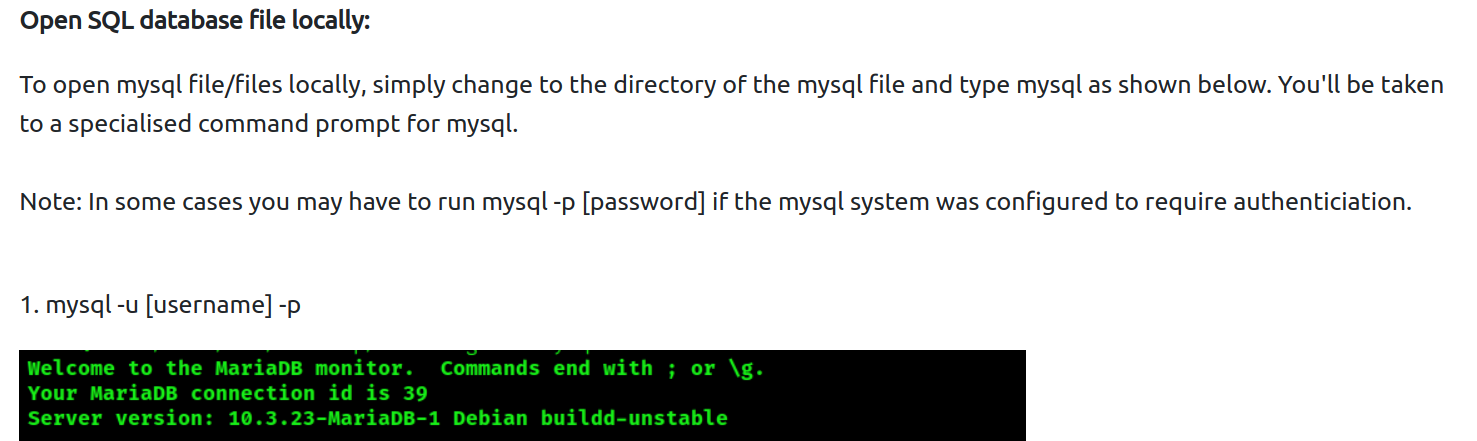 Open SQL database file locally:
To open mysql file/files locally, simply change to the directory of the mysql file and type mysql as shown below. You'll be taken
to a specialised command prompt for mysql.
Note: In some cases you may have to run mysql -p [password] if the mysql system was configured to require authenticiation.
1. mysql -u [username] -p
Welcome to the MariaDB monitor.  Commands end with ; or \g.
Your MariaDB connection id is 39
Server version: 10.3.23-MariaDB-1 Debian buildd-unstable